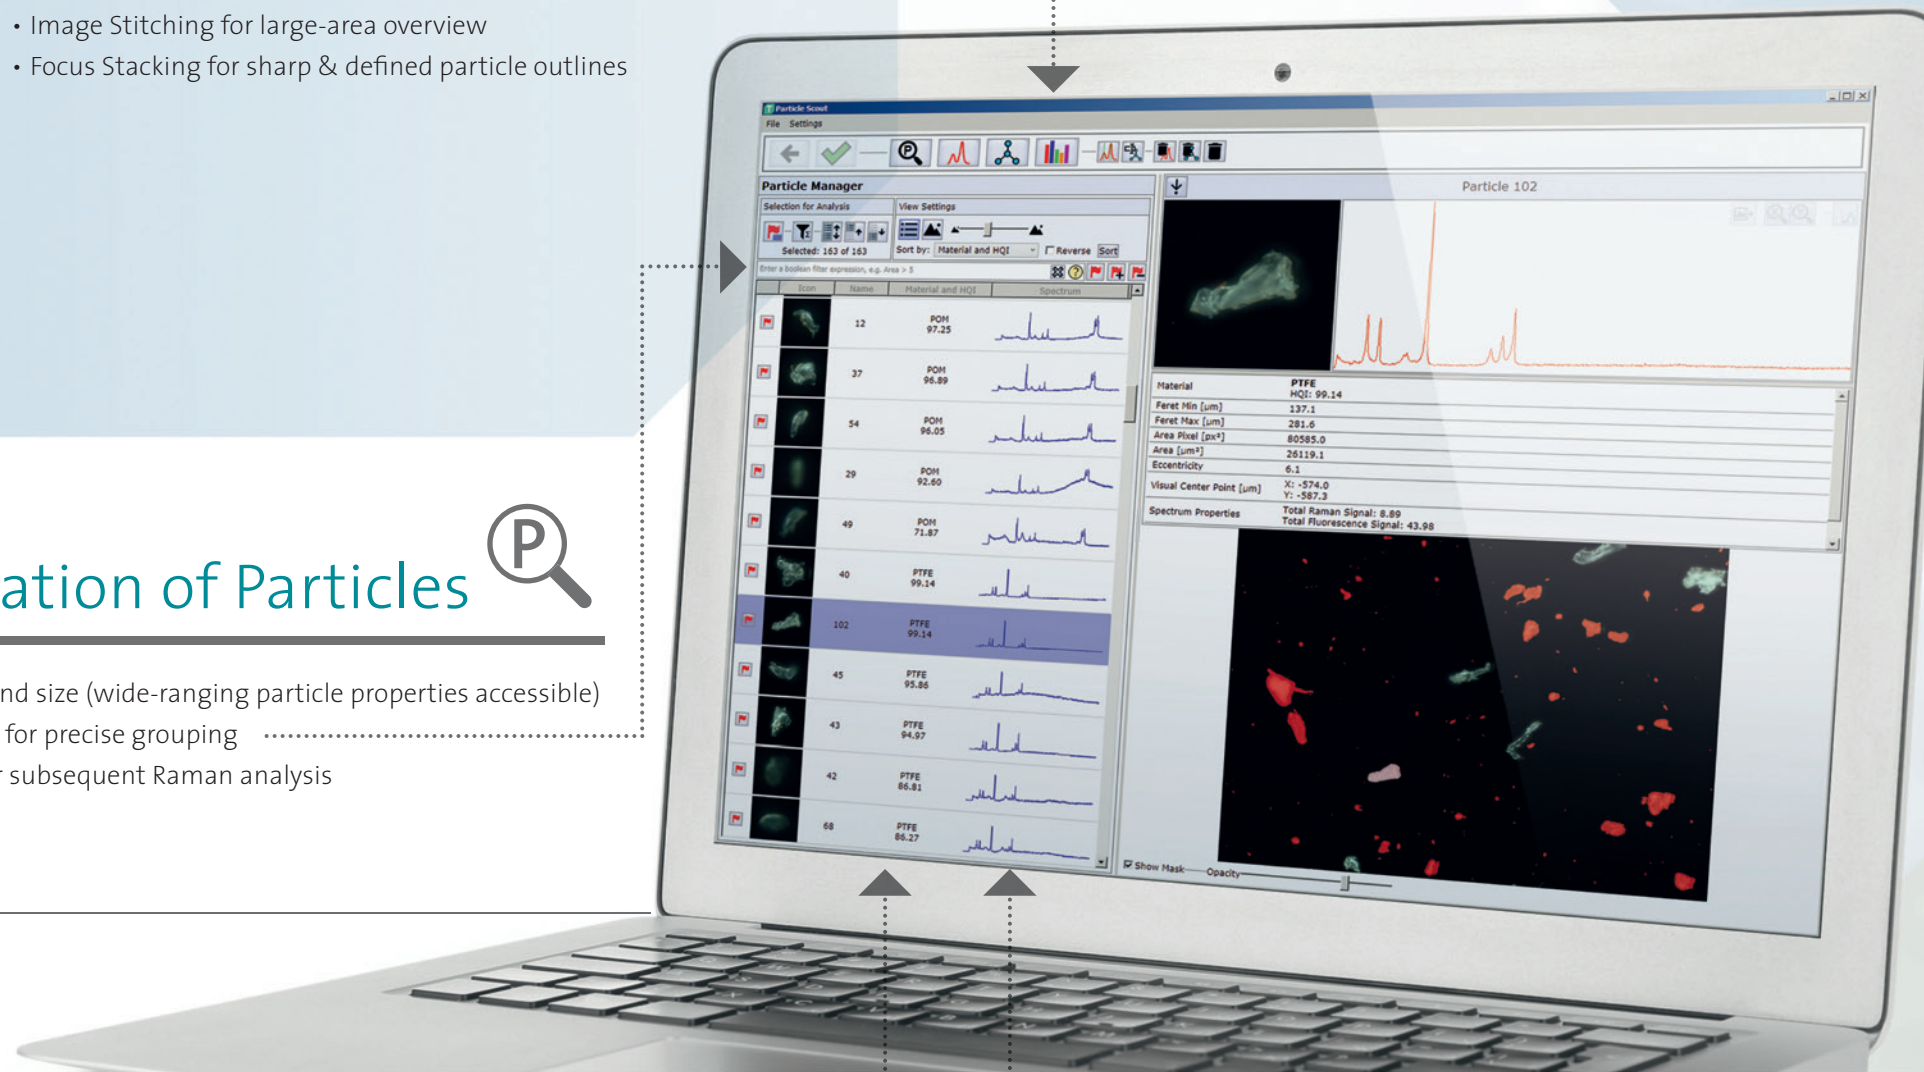 • Image Stitching for large-area overview
• Focus Stacking for sharp & defined particle outlines
P
ation of Particles
nd size (wide-ranging particle properties accessible)
for precise grouping
r subsequent Raman analysis
Particle Scout
File Settings
P
Particle Manager
Selection for Analysis
View Settings
Selected: 163 of 163
Sort by: Material and HQI
Reverse
Sort
Enter a boolean filter expression, e.g. Area > 5
Icon Name Material and HQI Spectrum
12 POM
97.25
37 POM
96.89
54 POM
96.05
29 POM
92.60
49 POM
71.87
40 PTFE
99.14
102 PTFE
99.14
45 PTFE
95.86
43 PTFE
94.97
42 PTFE
86.81
68 PTFE
86.27
Particle 102
Material PTFE
HQI: 99.14
Feret Min [µm] 137.1
Feret Max [µm] 281.6
Area Pixel [px²] 80585.0
Area [µm²] 26119.1
Eccentricity 6.1
Visual Center Point [µm] X: -574.0
Y: -587.3
Spectrum Properties Total Raman Signal: 8.89
Total Fluorescence Signal: 43.98
Show Mask Opacity